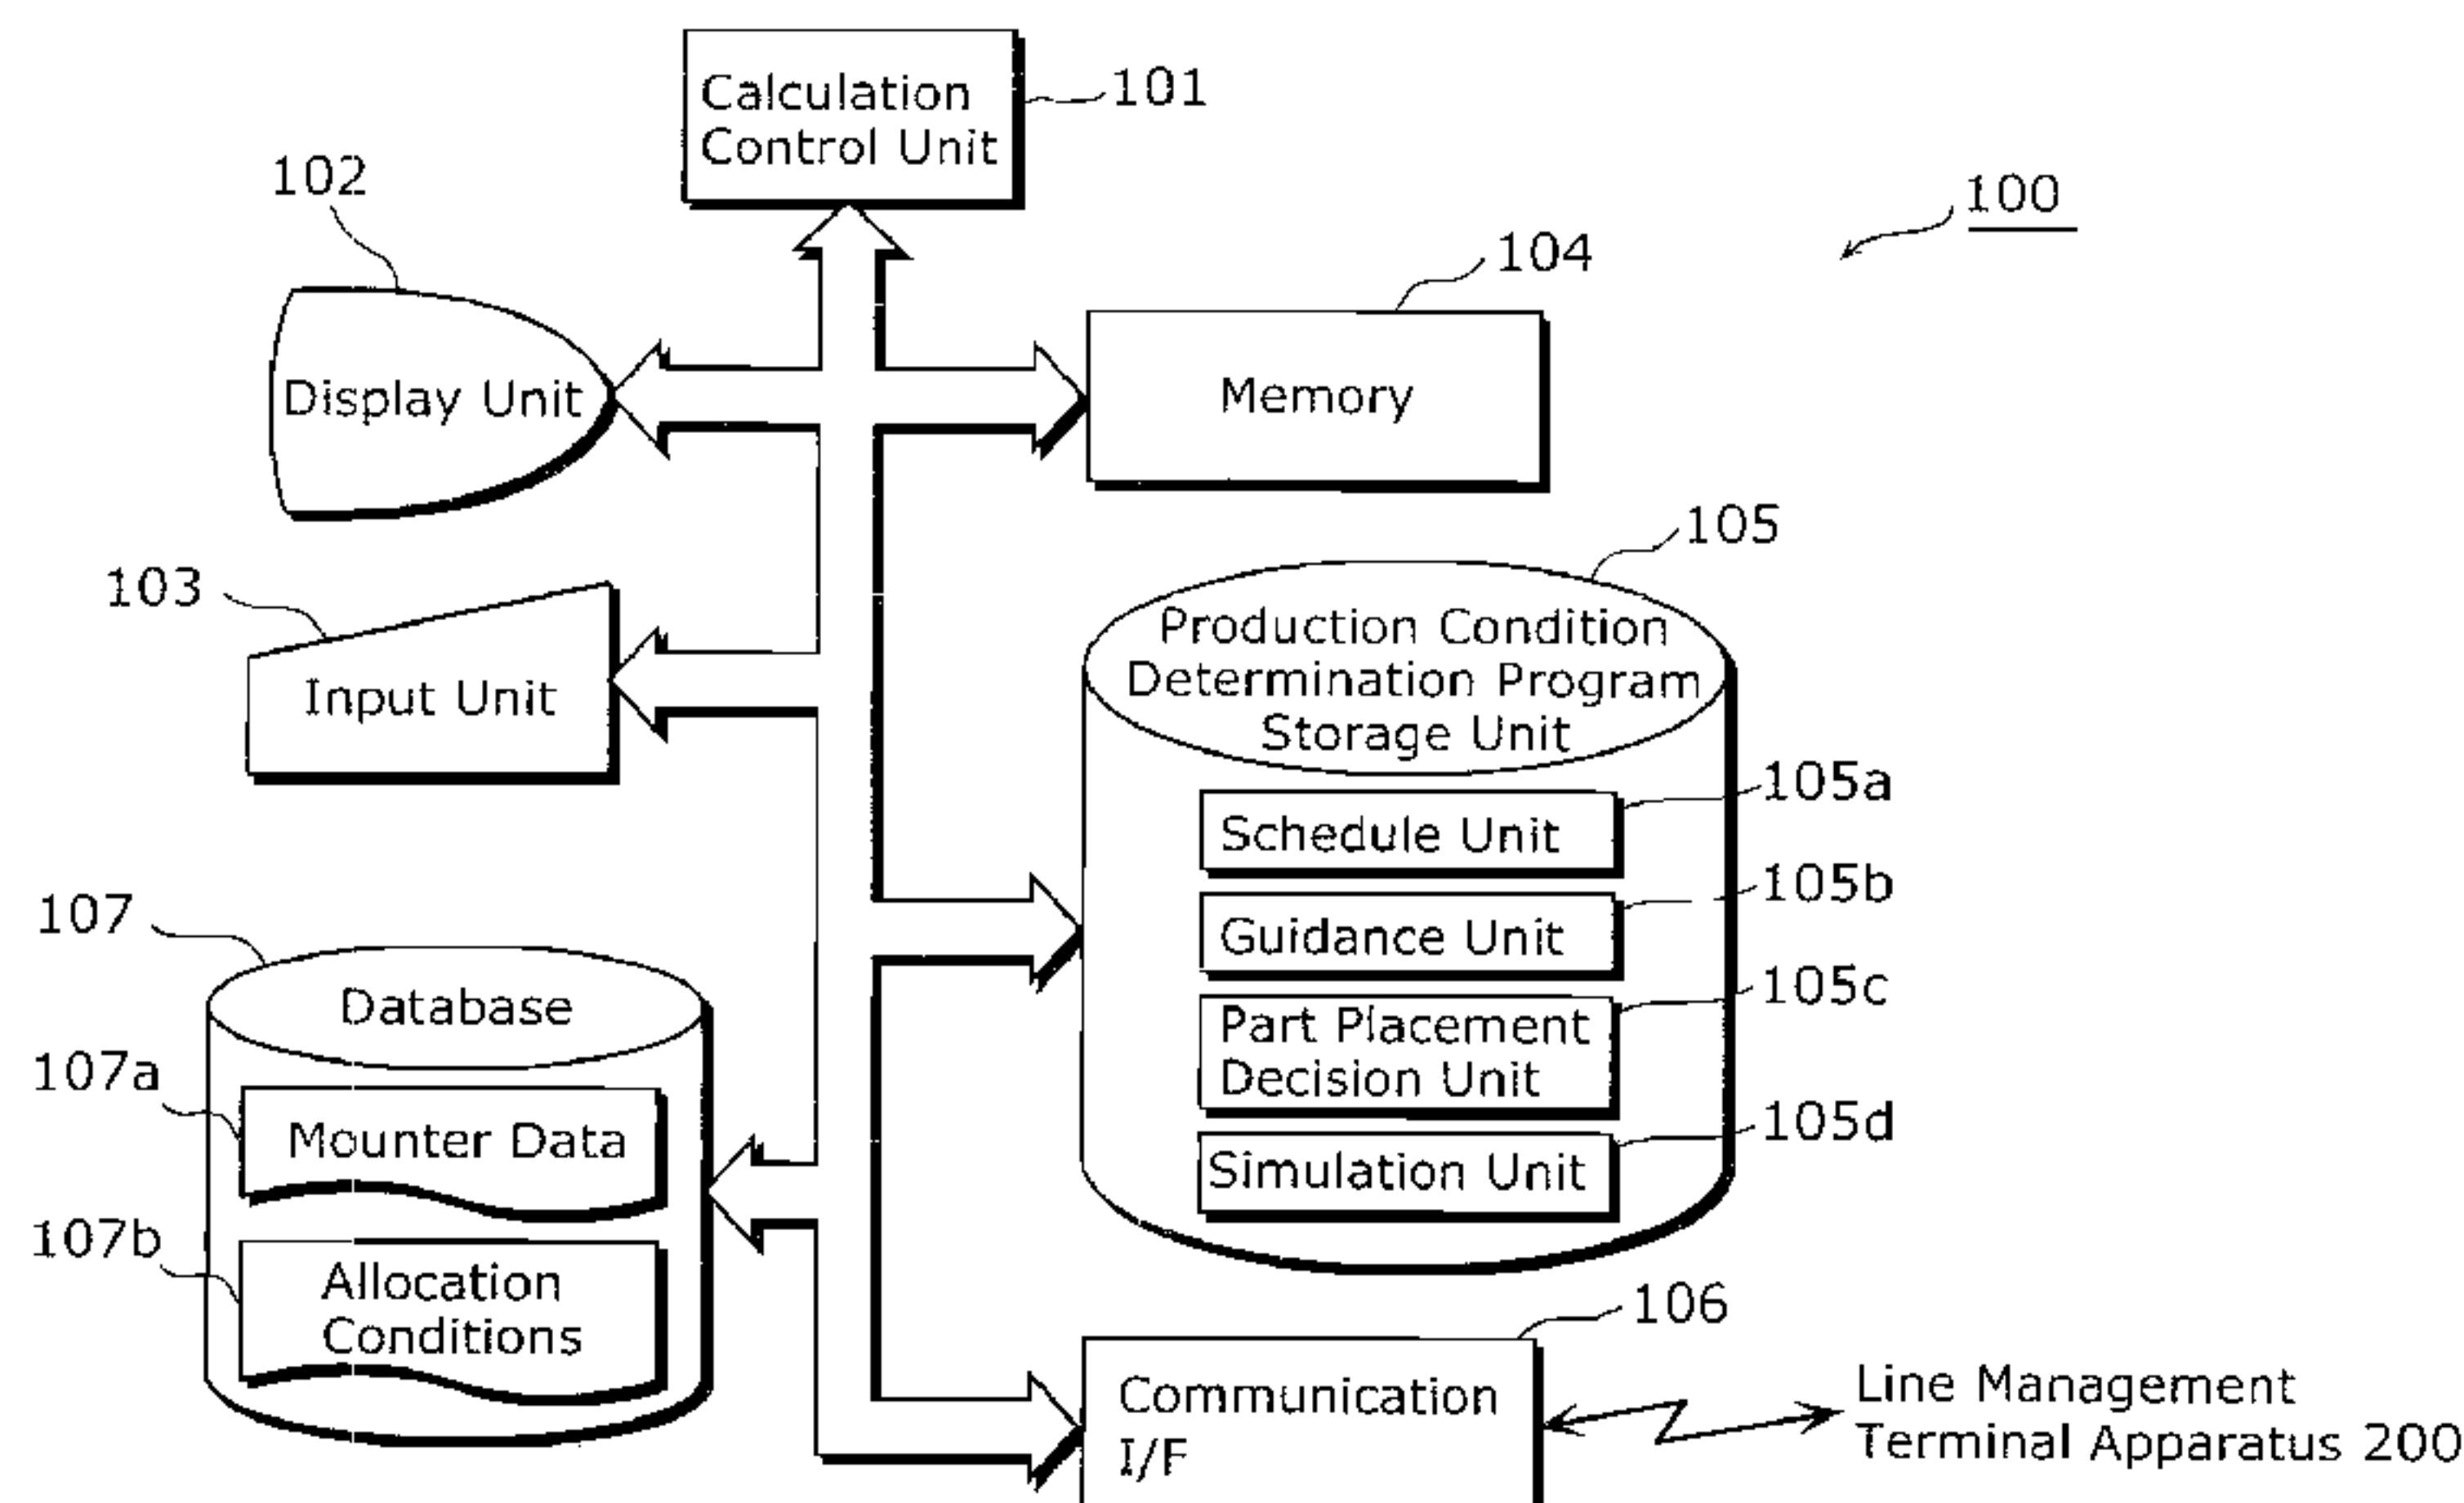 Calculation
Control Unit
101
102
100
104
Display Unit
Memory
103
105
Input Unit
Production Condition
Determination Program
Storage Unit
105a
Schedule Unit
105b
Guidance Unit
107
105c
Database
Part Placement
Decision Unit
107a
Mounter Data
105d
Simulation Unit
107b
Allocation
Conditions
106
Communication
I/F
Line Management
Terminal Apparatus 200